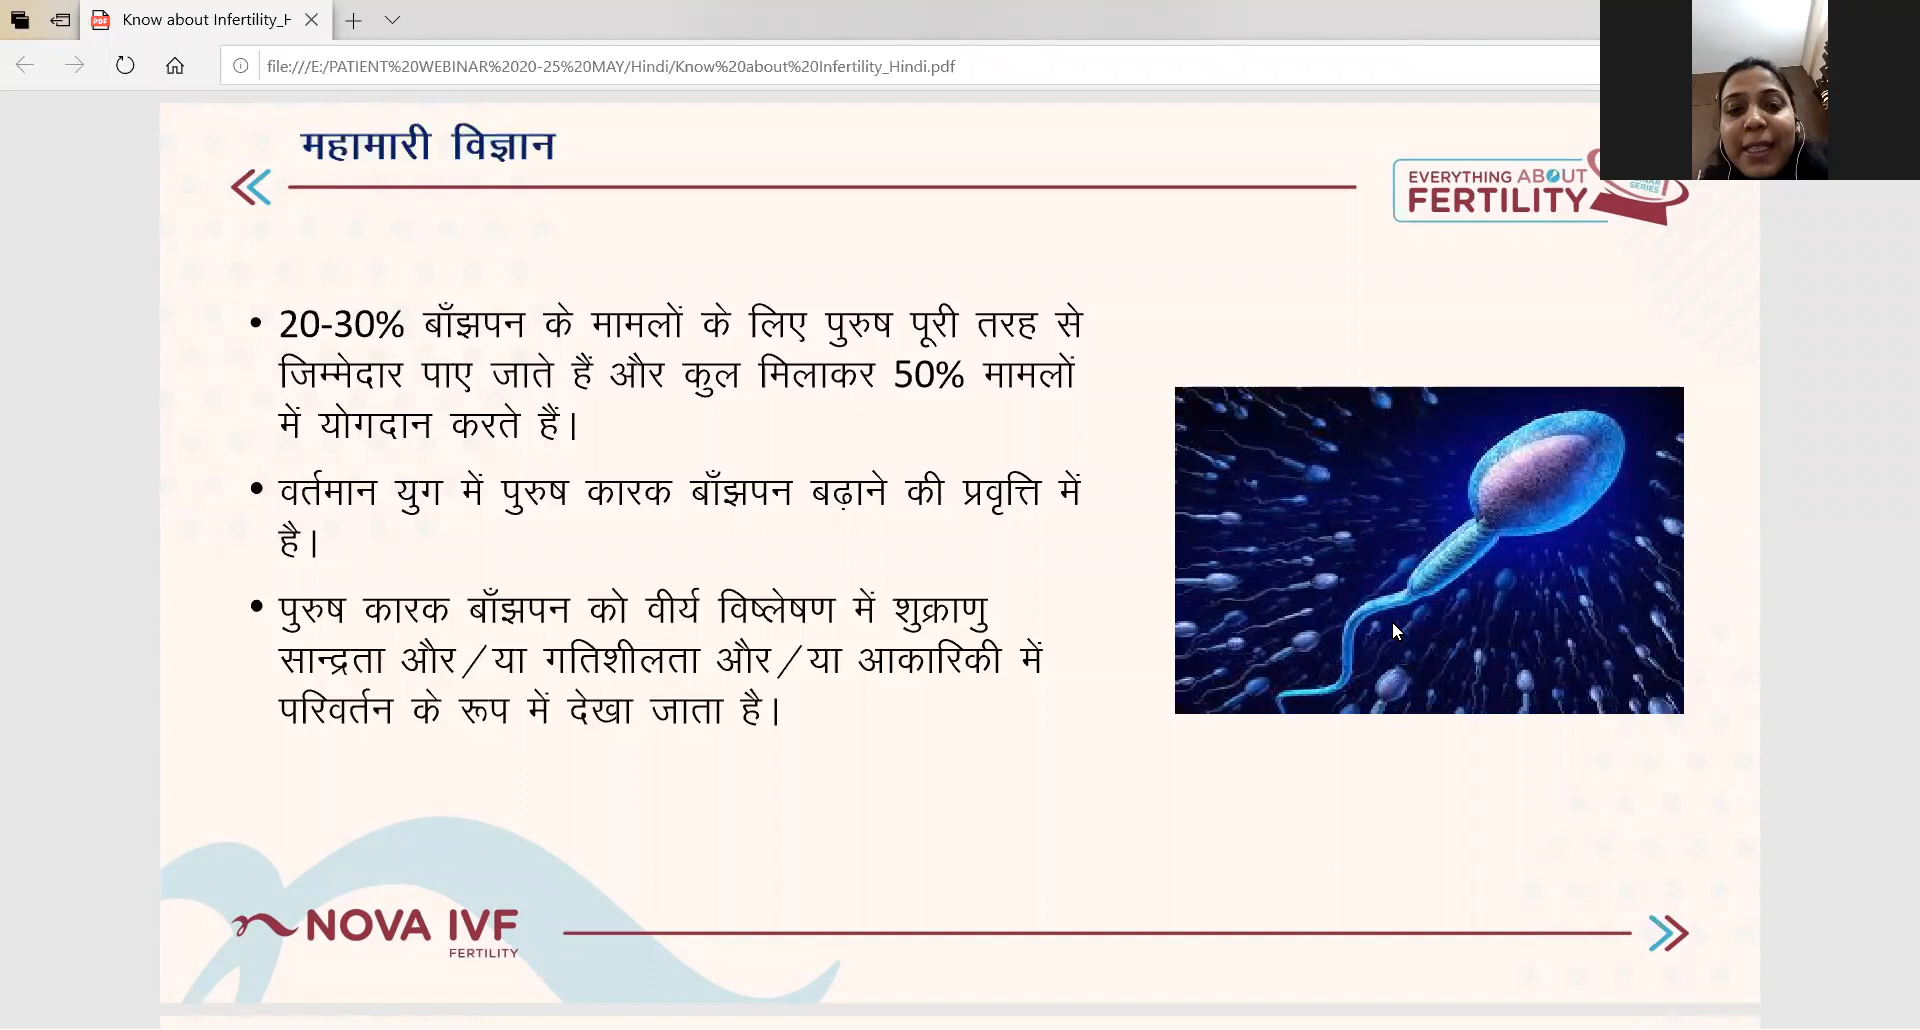 Know about Infertility_H
file:///E:/PATIENT%20WEBINAR%2020-25%20MAY/Hindi/Know%20about%20Infertility_Hindi.pdf
महामारी विज्ञान
EVERYTHING ABOUT
FERTILITY
SERIES
• 20-30% बाँझपन के मामलों के लिए पुरुष पूरी तरह से
जिम्मेदार पाए जाते हैं और कुल मिलाकर 50% मामलों
में योगदान करते हैं।
• वर्तमान युग में पुरुष कारक बाँझपन बढ़ाने की प्रवृत्ति में
है।
• पुरुष कारक बाँझपन को वीर्य विष्लेषण में शुक्राणु
सान्द्रता और/या गतिशीलता और/या आकारिकी में
परिवर्तन के रूप में देखा जाता है।
NOVA IVF
FERTILITY